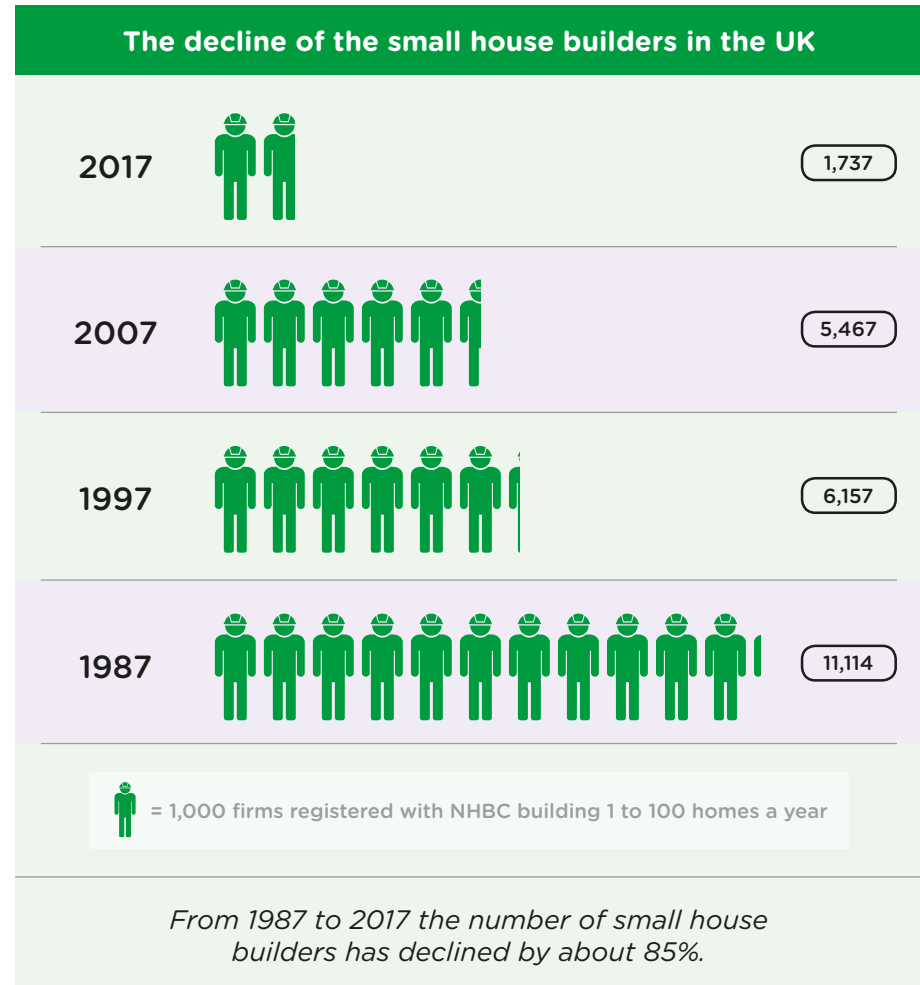 The decline of the small house builders in the UK
2017
1,737
2007
5,467
1997
6,157
1987
11,114
= 1,000 firms registered with NHBC building 1 to 100 homes a year
From 1987 to 2017 the number of small house
builders has declined by about 85%.